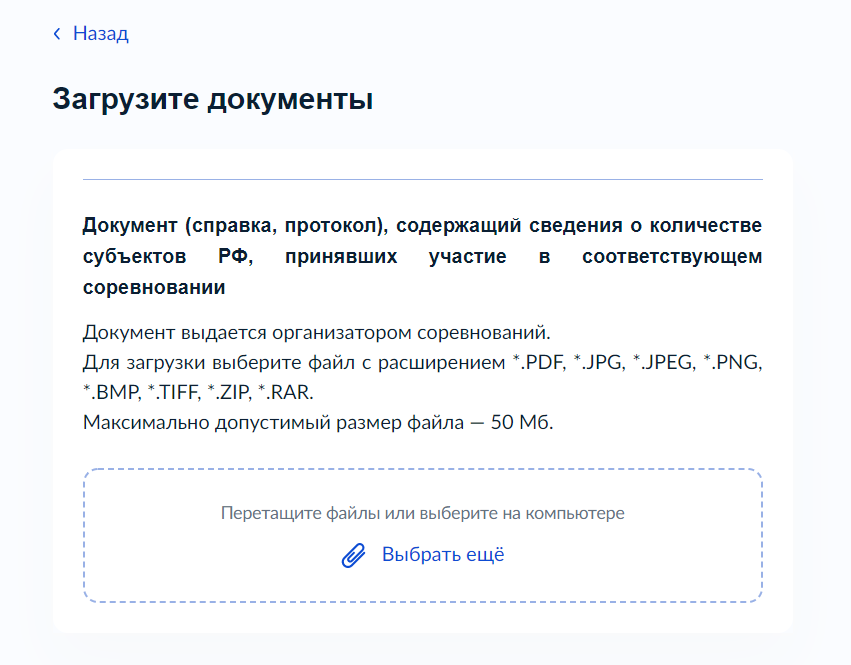 Назад
Загрузите документы
Документ (справка, протокол), содержащий сведения о количестве
субъектов РФ, принявших участие в соответствующем
соревновании
Документ выдается организатором соревнований.
Для загрузки выберите файл с расширением *.PDF, *.JPG, *.JPEG, *.PNG,
*.BMP, *.TIFF, *.ZIP, *.RAR.
Максимально допустимый размер файла — 50 Мб.
Перетащите файлы или выберите на компьютере
Выбрать ещё